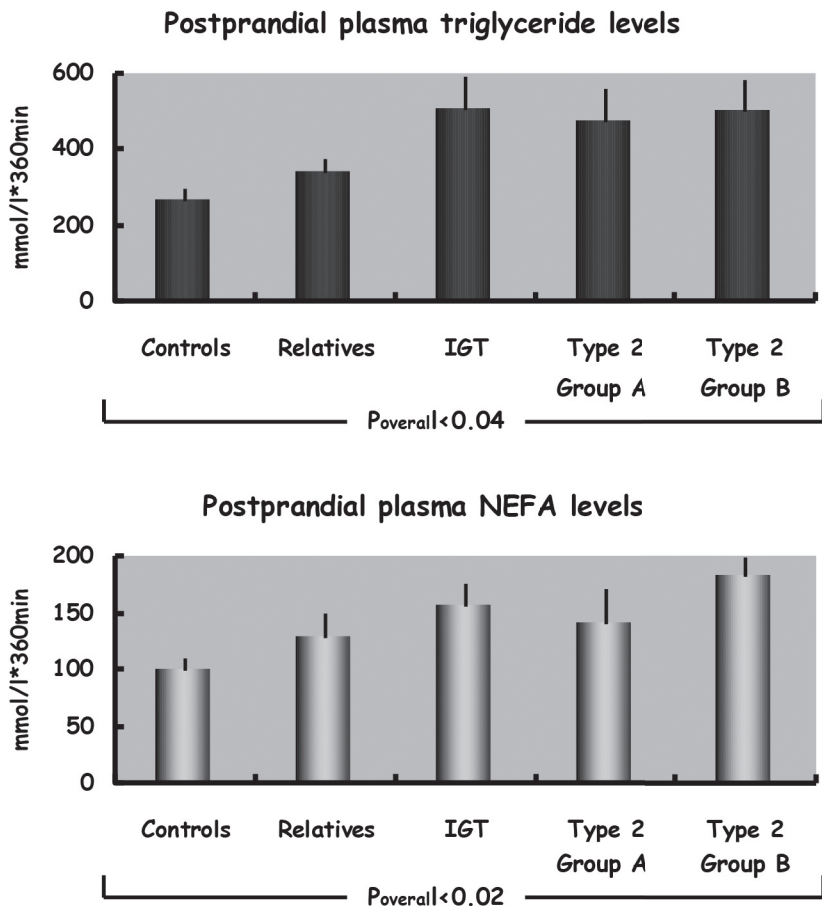 Postprandial plasma triglyceride levels
600
400
200
0
mmol/l*360min
Controls Relatives IGT Type 2 Type 2
Group A Group B
Poverall<0.04
Postprandial plasma NEFA levels
200
150
100
50
0
mmol/l*360min
Controls Relatives IGT Type 2 Type 2
Group A Group B
Poverall<0.02